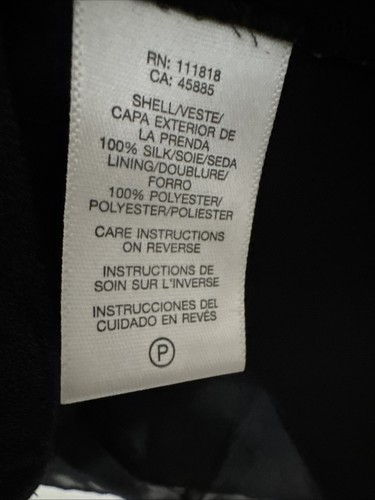 RN: 111818
CA: 45885
SHELL/VESTE/
CAPA EXTERIOR DE
LA PRENDA
100% SILK/SOIE/SEDA
LINING/DOUBLURE/
FORRO
100% POLYESTER/
POLYESTER/POLIESTER
CARE INSTRUCTIONS
ON REVERSE
INSTRUCTIONS DE
SOIN SUR L'INVERSE
INSTRUCCIONES DEL
CUIDADO EN REVÉS
P